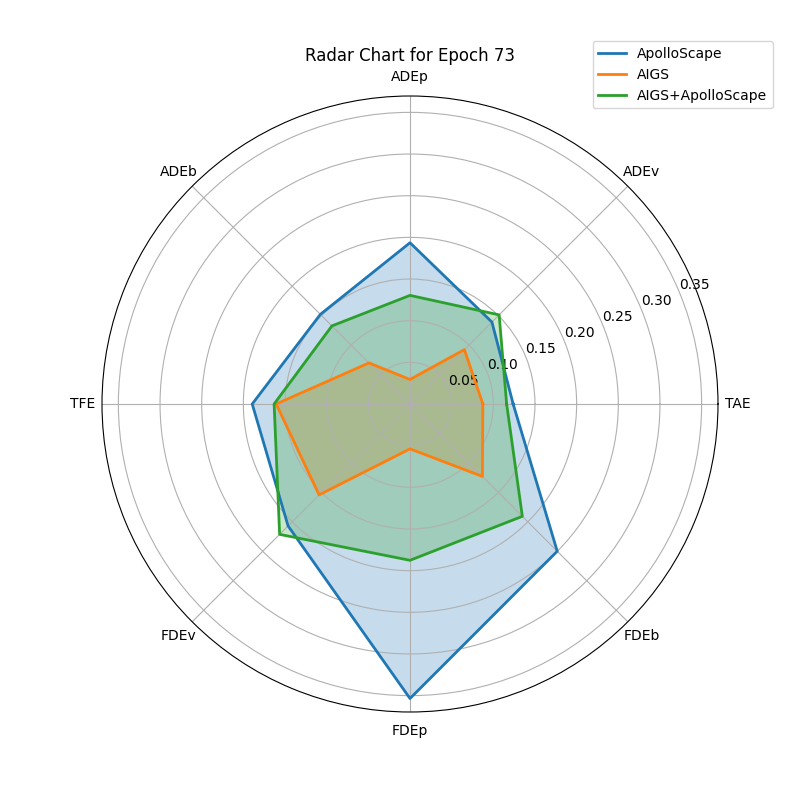 Radar Chart for Epoch 73
ApolloScape
AIGS
AIGS+ApolloScape
ADEp
ADEb
ADEv
0.35
0.30
0.25
0.20
0.15
0.10
0.05
TFE
TAE
FDEv
FDEb
FDEp